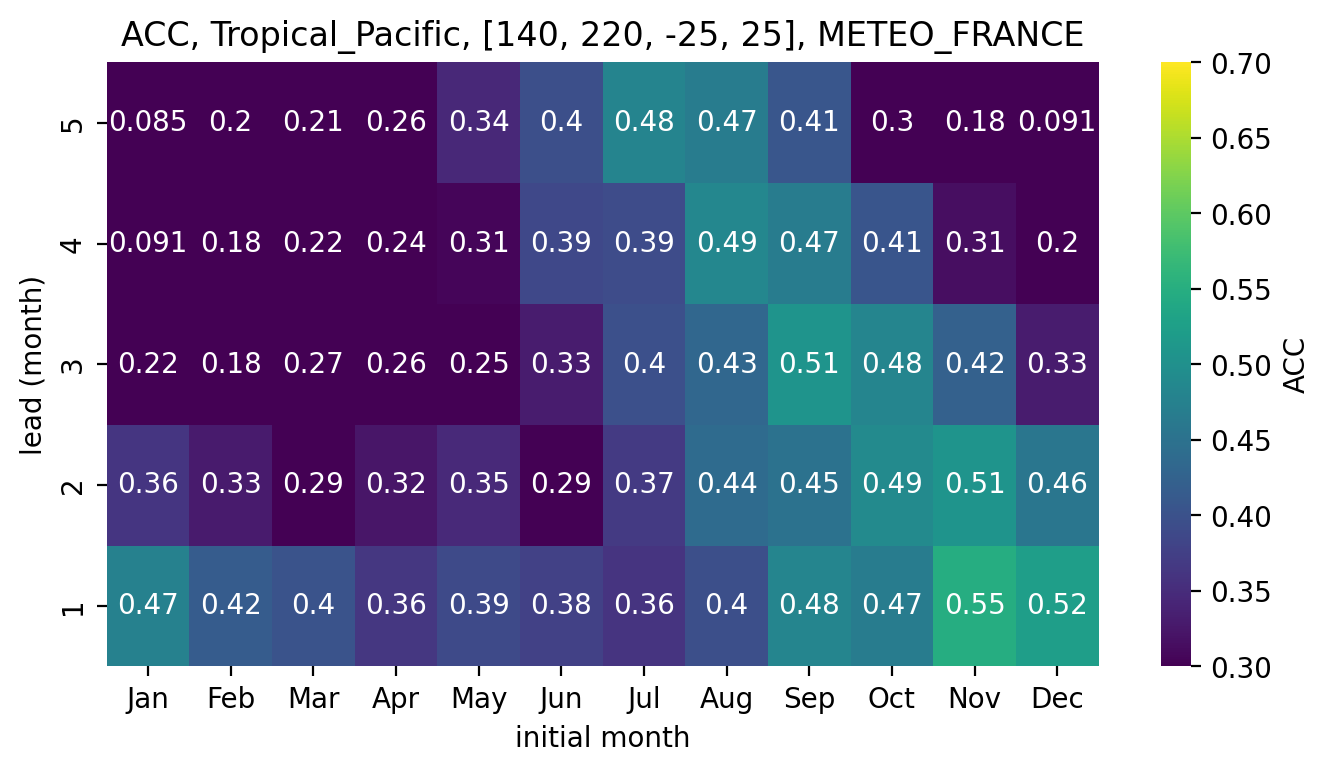 ACC, Tropical_Pacific, [140, 220, -25, 25], METEO_FRANCE
5 0.085 0.2 0.21 0.26 0.34 0.4 0.48 0.47 0.41 0.3 0.18 0.091
4 0.091 0.18 0.22 0.24 0.31 0.39 0.39 0.49 0.47 0.41 0.31 0.2
3 0.22 0.18 0.27 0.26 0.25 0.33 0.4 0.43 0.51 0.48 0.42 0.33
2 0.36 0.33 0.29 0.32 0.35 0.29 0.37 0.44 0.45 0.49 0.51 0.46
1 0.47 0.42 0.4 0.36 0.39 0.38 0.36 0.4 0.48 0.47 0.55 0.52
Jan Feb Mar Apr May Jun Jul Aug Sep Oct Nov Dec
initial month
lead (month)
0.70
0.65
0.60
0.55
0.50
0.45
0.40
0.35
0.30
ACC